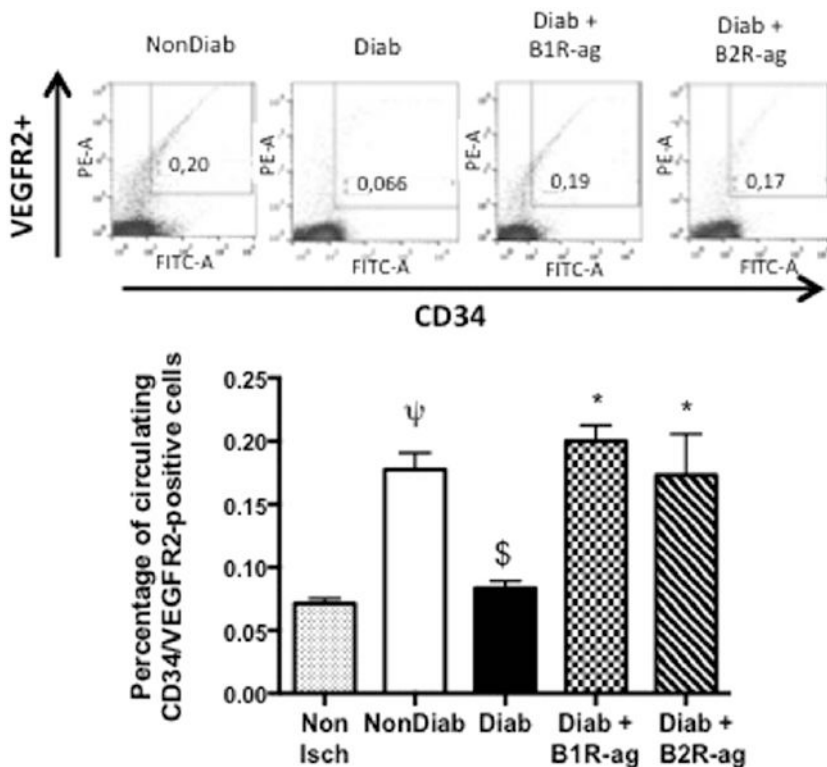 NonDiab
Diab
Diab +
B1R-ag
Diab +
B2R-ag
VEGFR2+
PE-A
0,20
FITC-A
PE-A
0,066
FITC-A
PE-A
0,19
FITC-A
PE-A
0,17
FITC-A
CD34
Percentage of circulating
CD34/VEGFR2-positive cells
0.25
0.20
0.15
0.10
0.05
0.00
ψ
$
*
*
Non
Isch
NonDiab
Diab
Diab +
B1R-ag
Diab +
B2R-ag